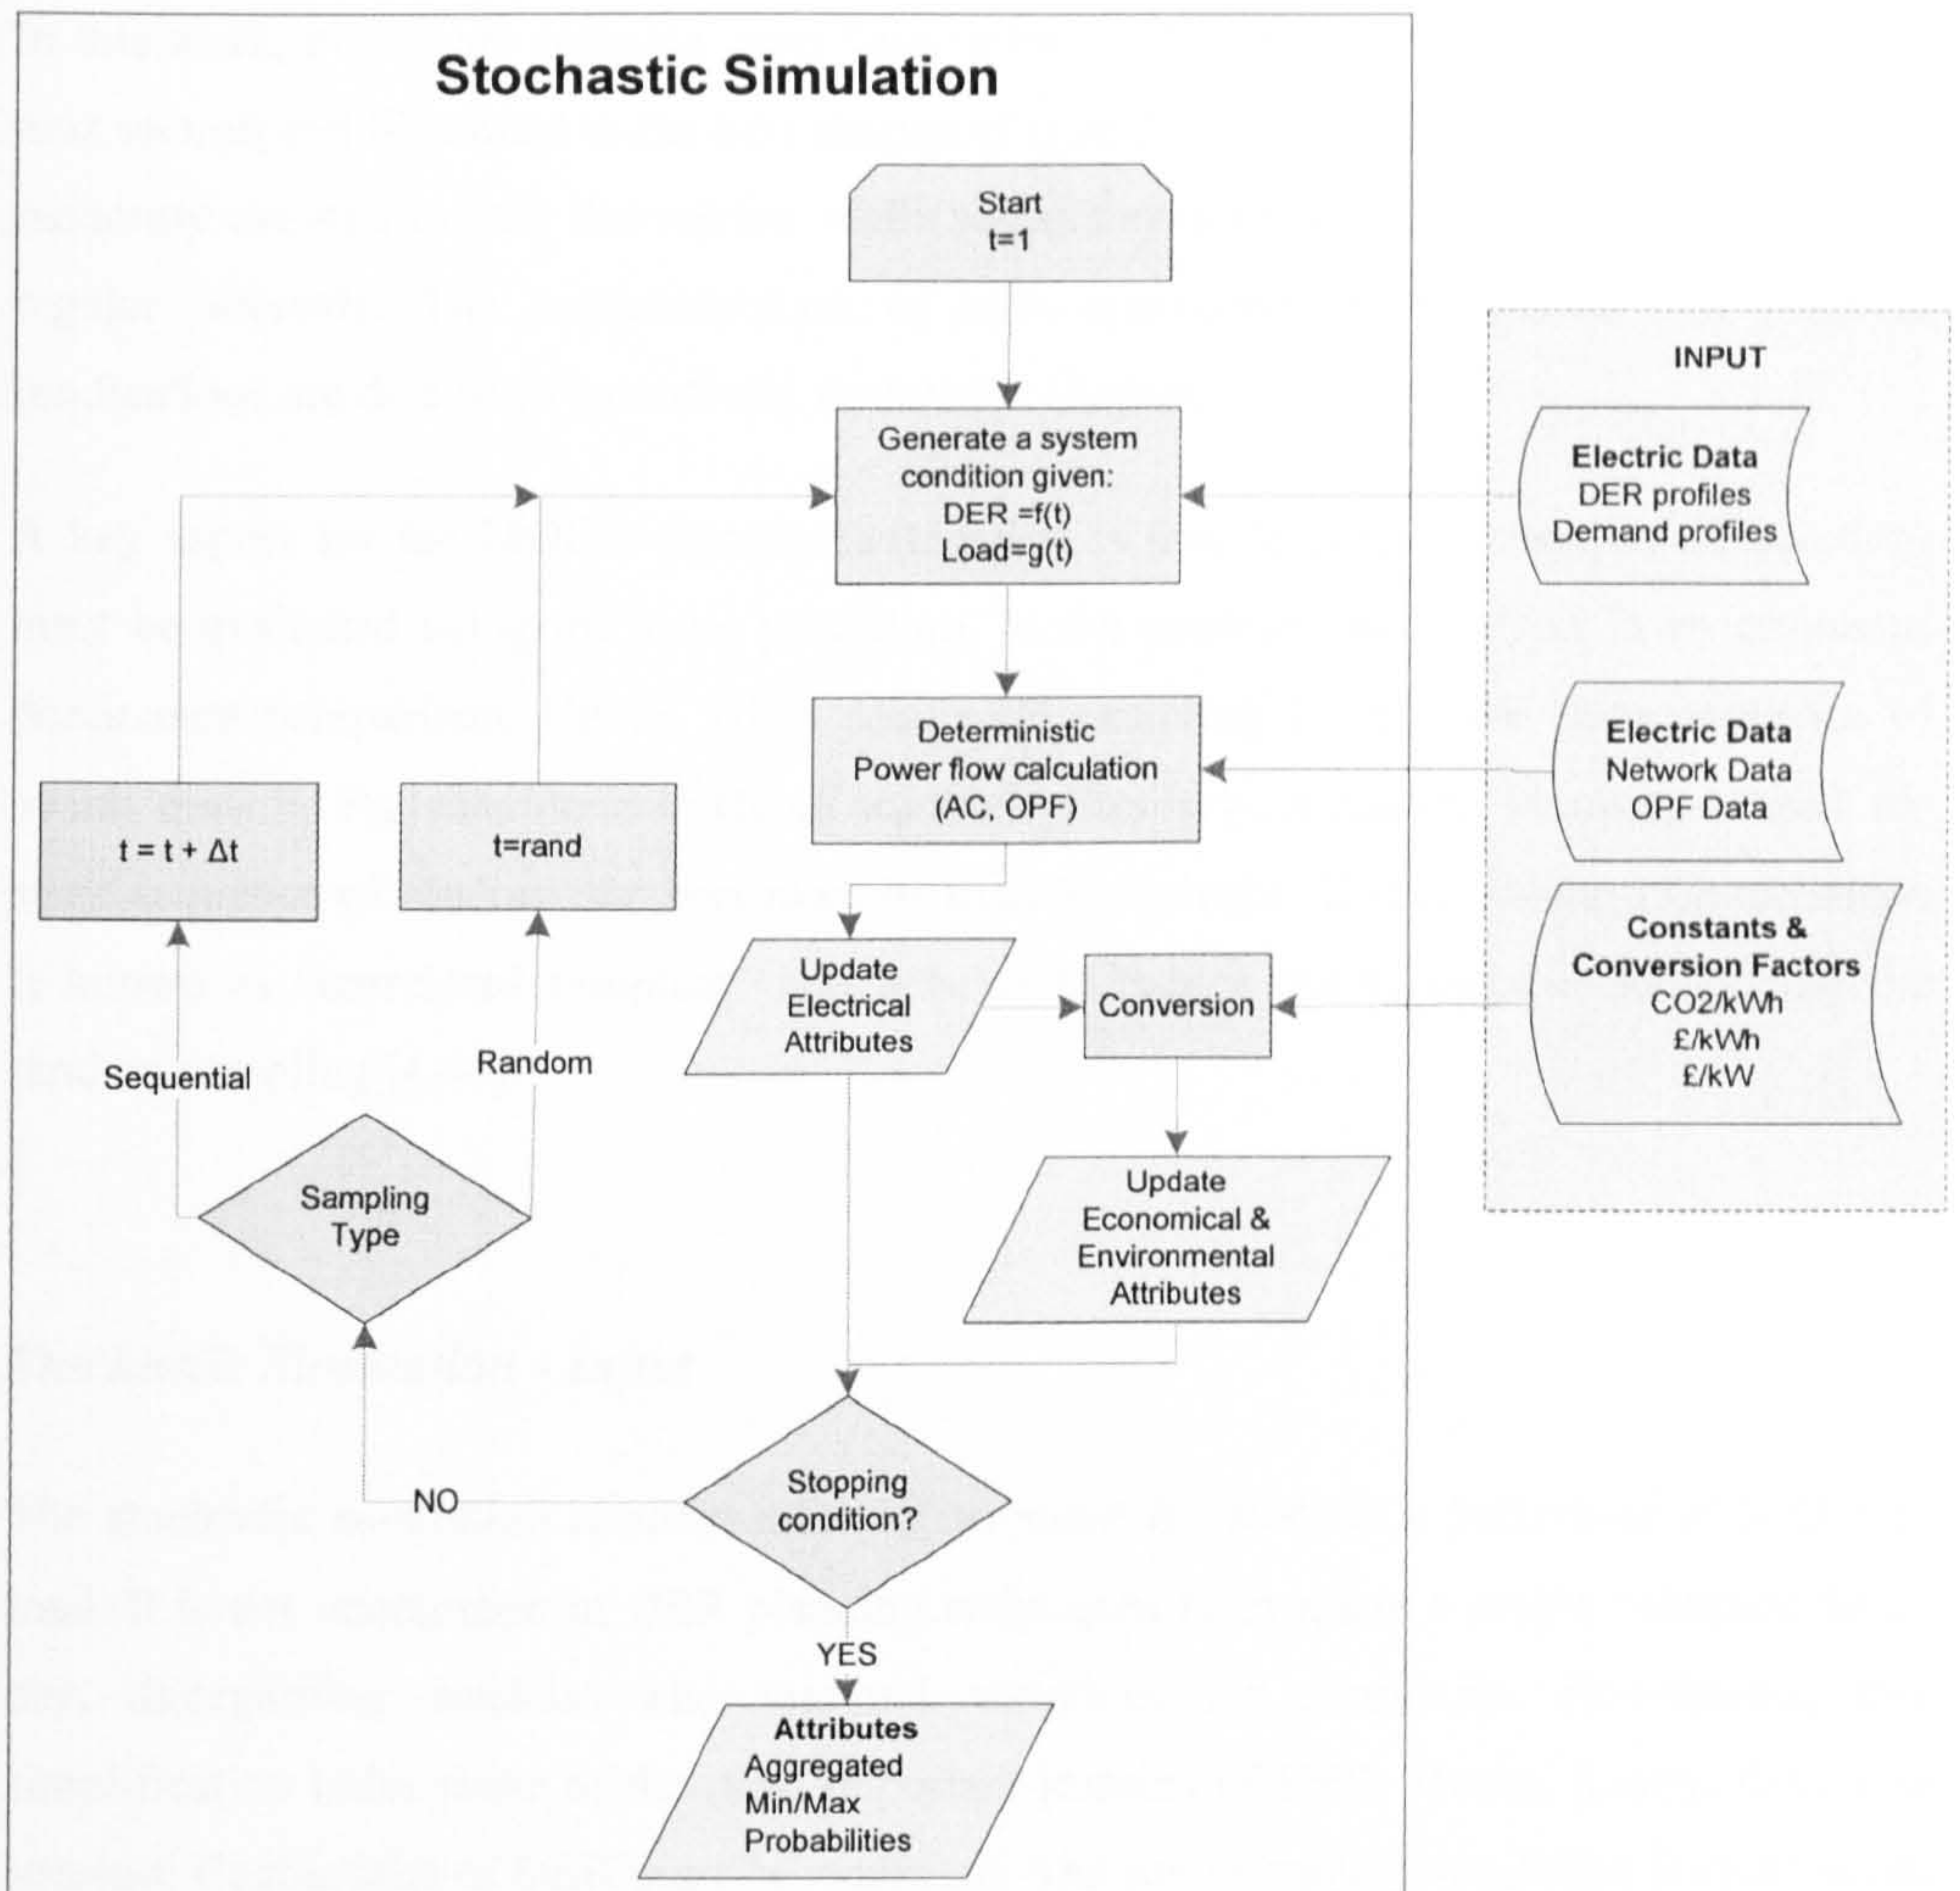 Stochastic Simulation
Start
t=1
INPUT
Generate a system
condition given:
DER =f(t)
Load=g(t)
Electric Data
DER profiles
Demand profiles
Deterministic
Power flow calculation
(AC, OPF)
Electric Data
Network Data
OPF Data
t = t + Δt
t=rand
Update
Electrical
Attributes
Conversion
Constants &
Conversion Factors
CO2/kWh
£/kWh
£/kW
Sequential
Random
Sampling
Type
Update
Economical &
Environmental
Attributes
Stopping
condition?
NO
YES
Attributes
Aggregated
Min/Max
Probabilities